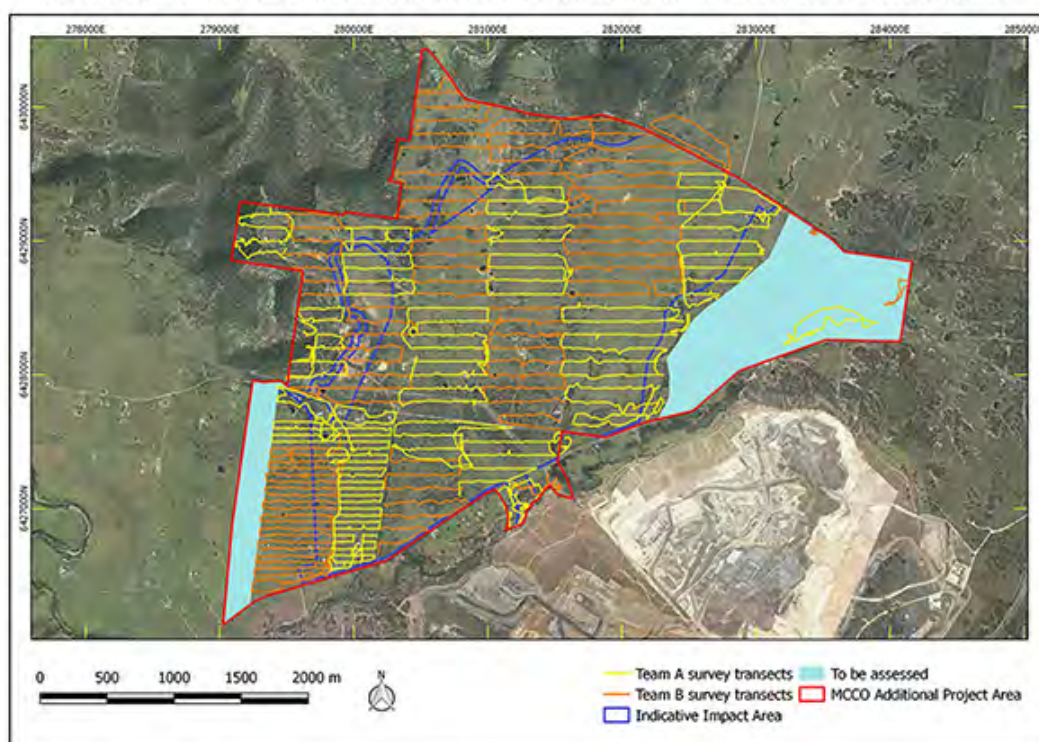 278000E 279000E 280000E 281000E 282000E 283000E 284000E 285000E
6430000N
6429000N
6428000N
6427000N
0 500 1000 1500 2000 m
N
Team A survey transects
Team B survey transects
Indicative Impact Area
To be assessed
MCCO Additional Project Area